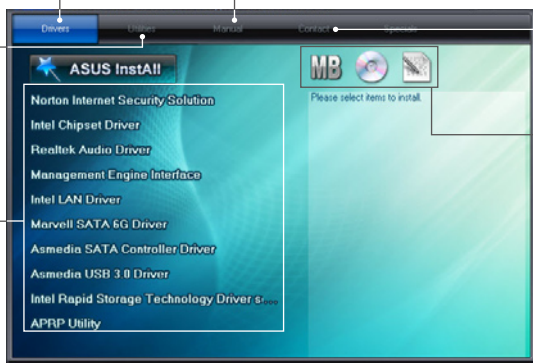 Drivers Utilities Manual Contact Specials
ASUS InstAll
MB
Please select items to install.
Norton Internet Security Solution
Intel Chipset Driver
Realtek Audio Driver
Management Engine Interface
Intel LAN Driver
Marvell SATA 6G Driver
Asmedia SATA Controller Driver
Asmedia USB 3.0 Driver
Intel Rapid Storage Technology Driver s...
APRP Utility